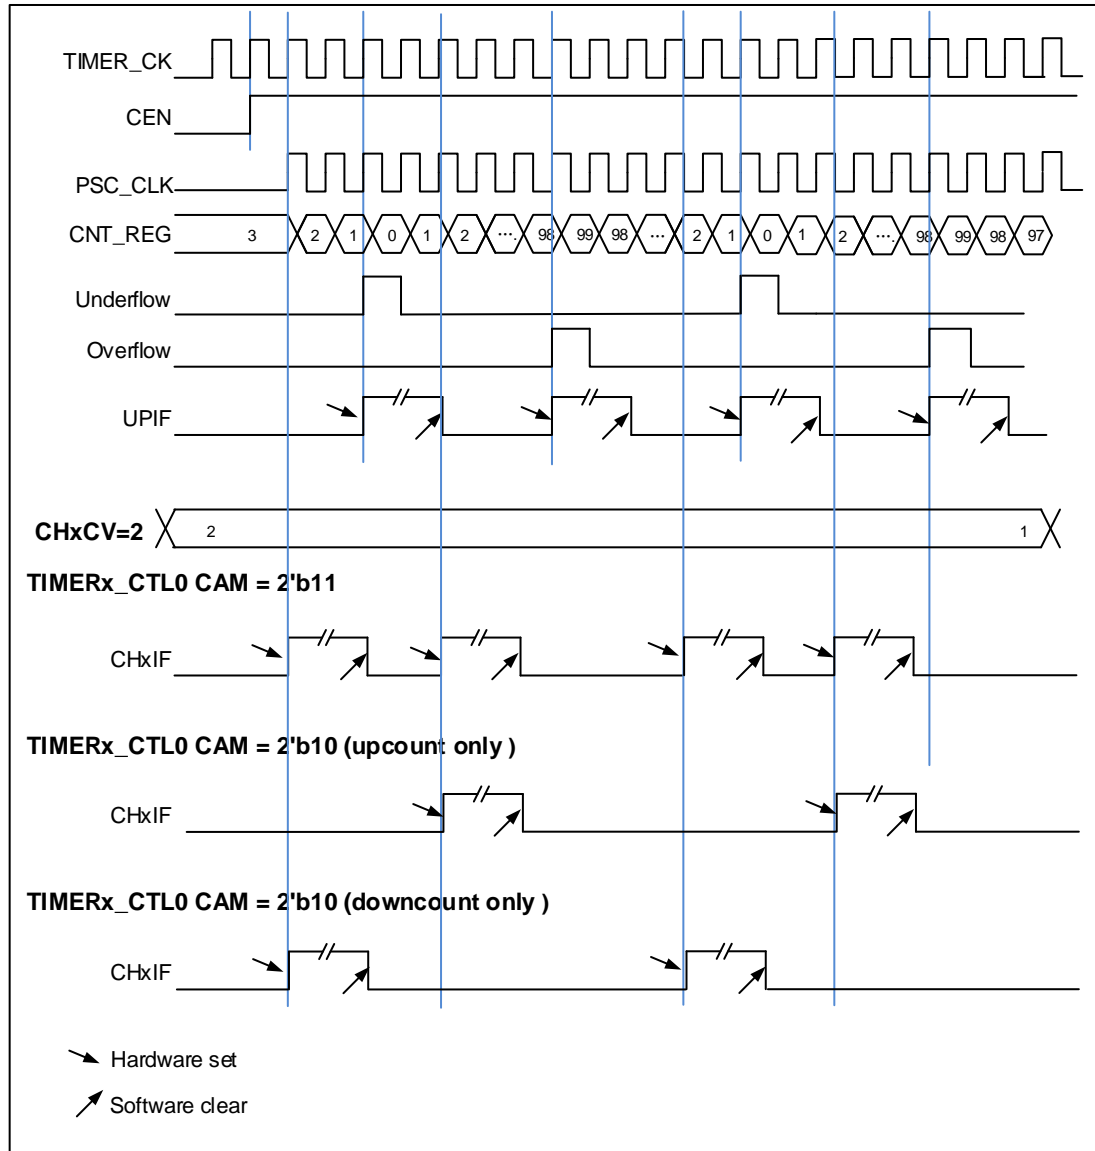 TIMER_CK
CEN
PSC_CLK
CNT_REG 3 2 1 0 1 2 .... 98 99 98 ... 2 1 0 1 2 .... 98 99 98 97
Underflow
Overflow
UPIF
CHxCV=2 2 1
TIMERx_CTL0 CAM = 2'b11
CHxIF
TIMERx_CTL0 CAM = 2'b10 (upcount only )
CHxIF
TIMERx_CTL0 CAM = 2'b10 (downcount only )
CHxIF
Hardware set
Software clear